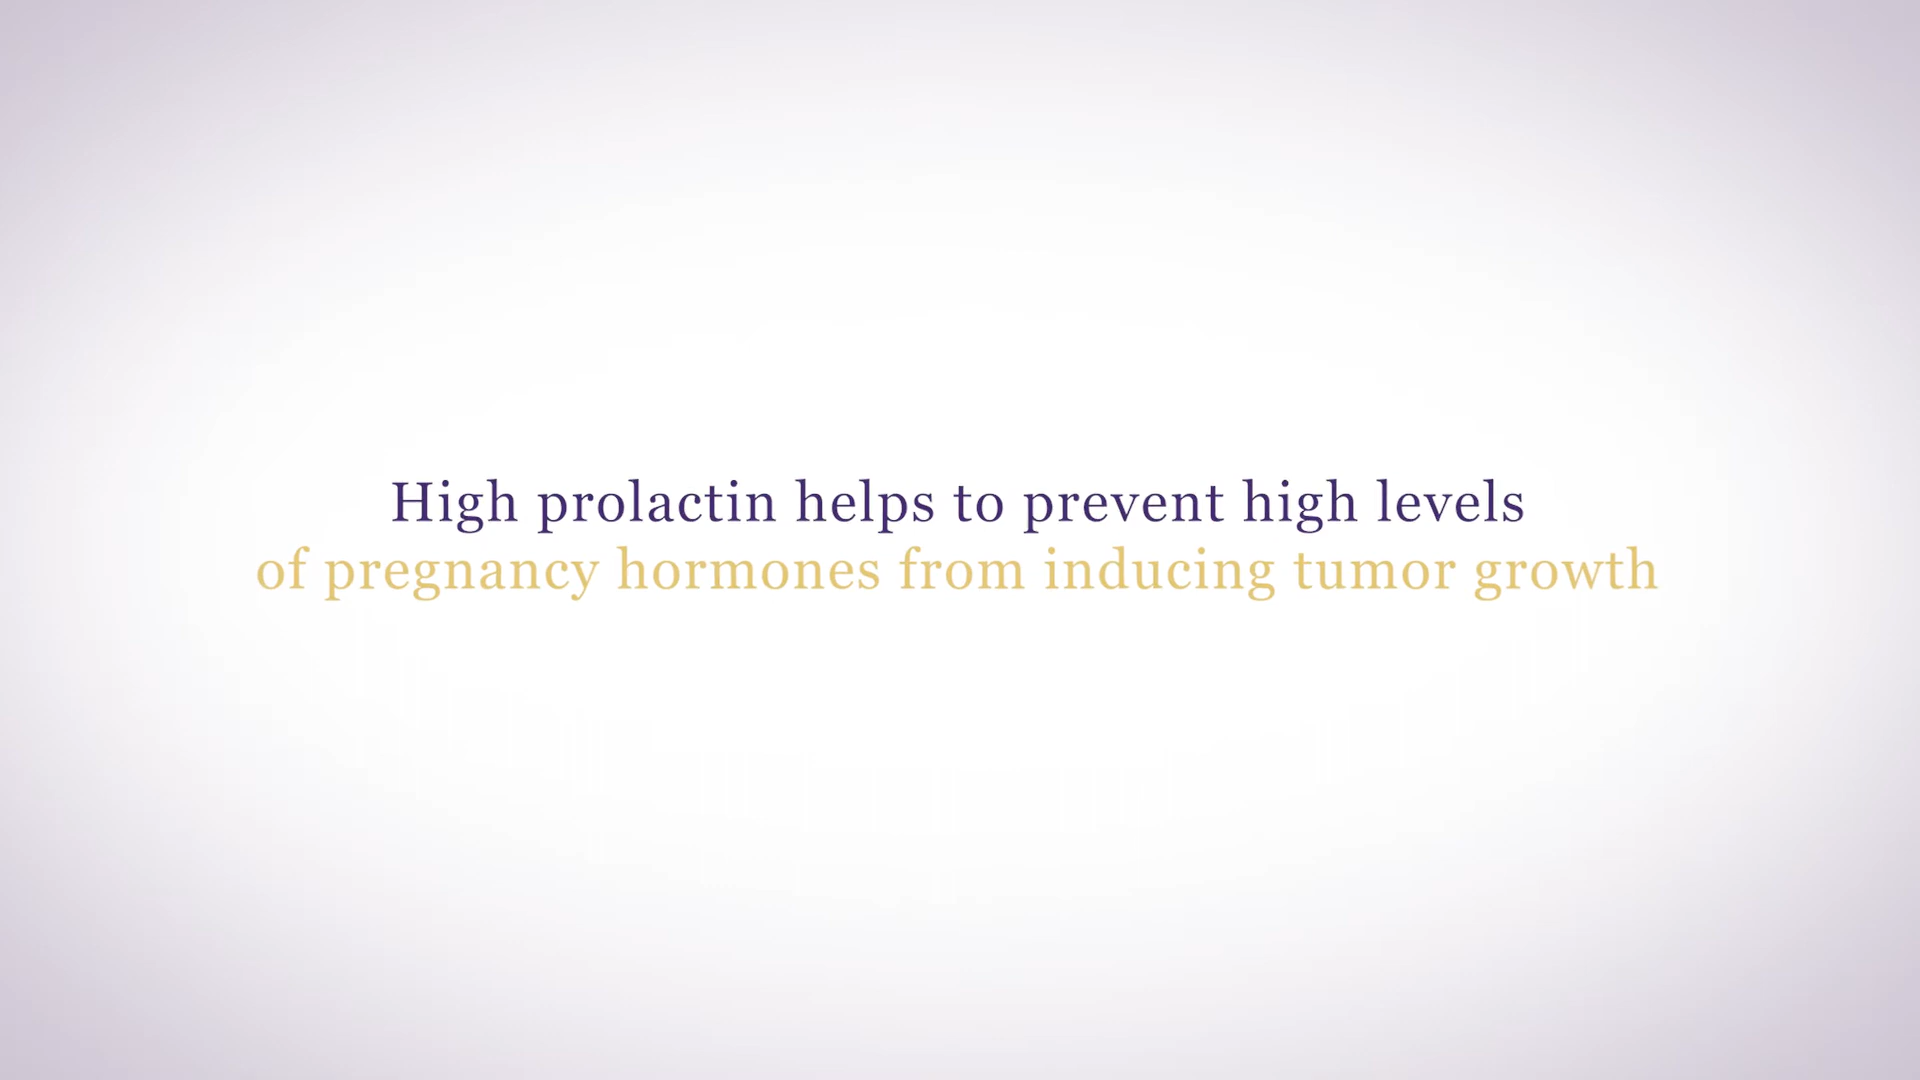 High prolactin helps to prevent high levels
of pregnancy hormones from inducing tumor growth